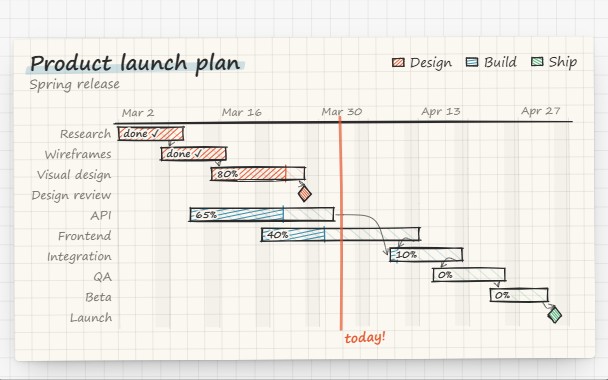 Product launch plan
Spring release
Design Build Ship
Mar 2 Mar 16 Mar 30 Apr 13 Apr 27
Research done ✓
Wireframes done ✓
Visual design 80%
Design review
API 65%
Frontend 40%
Integration 10%
QA 0%
Beta 0%
Launch
today!